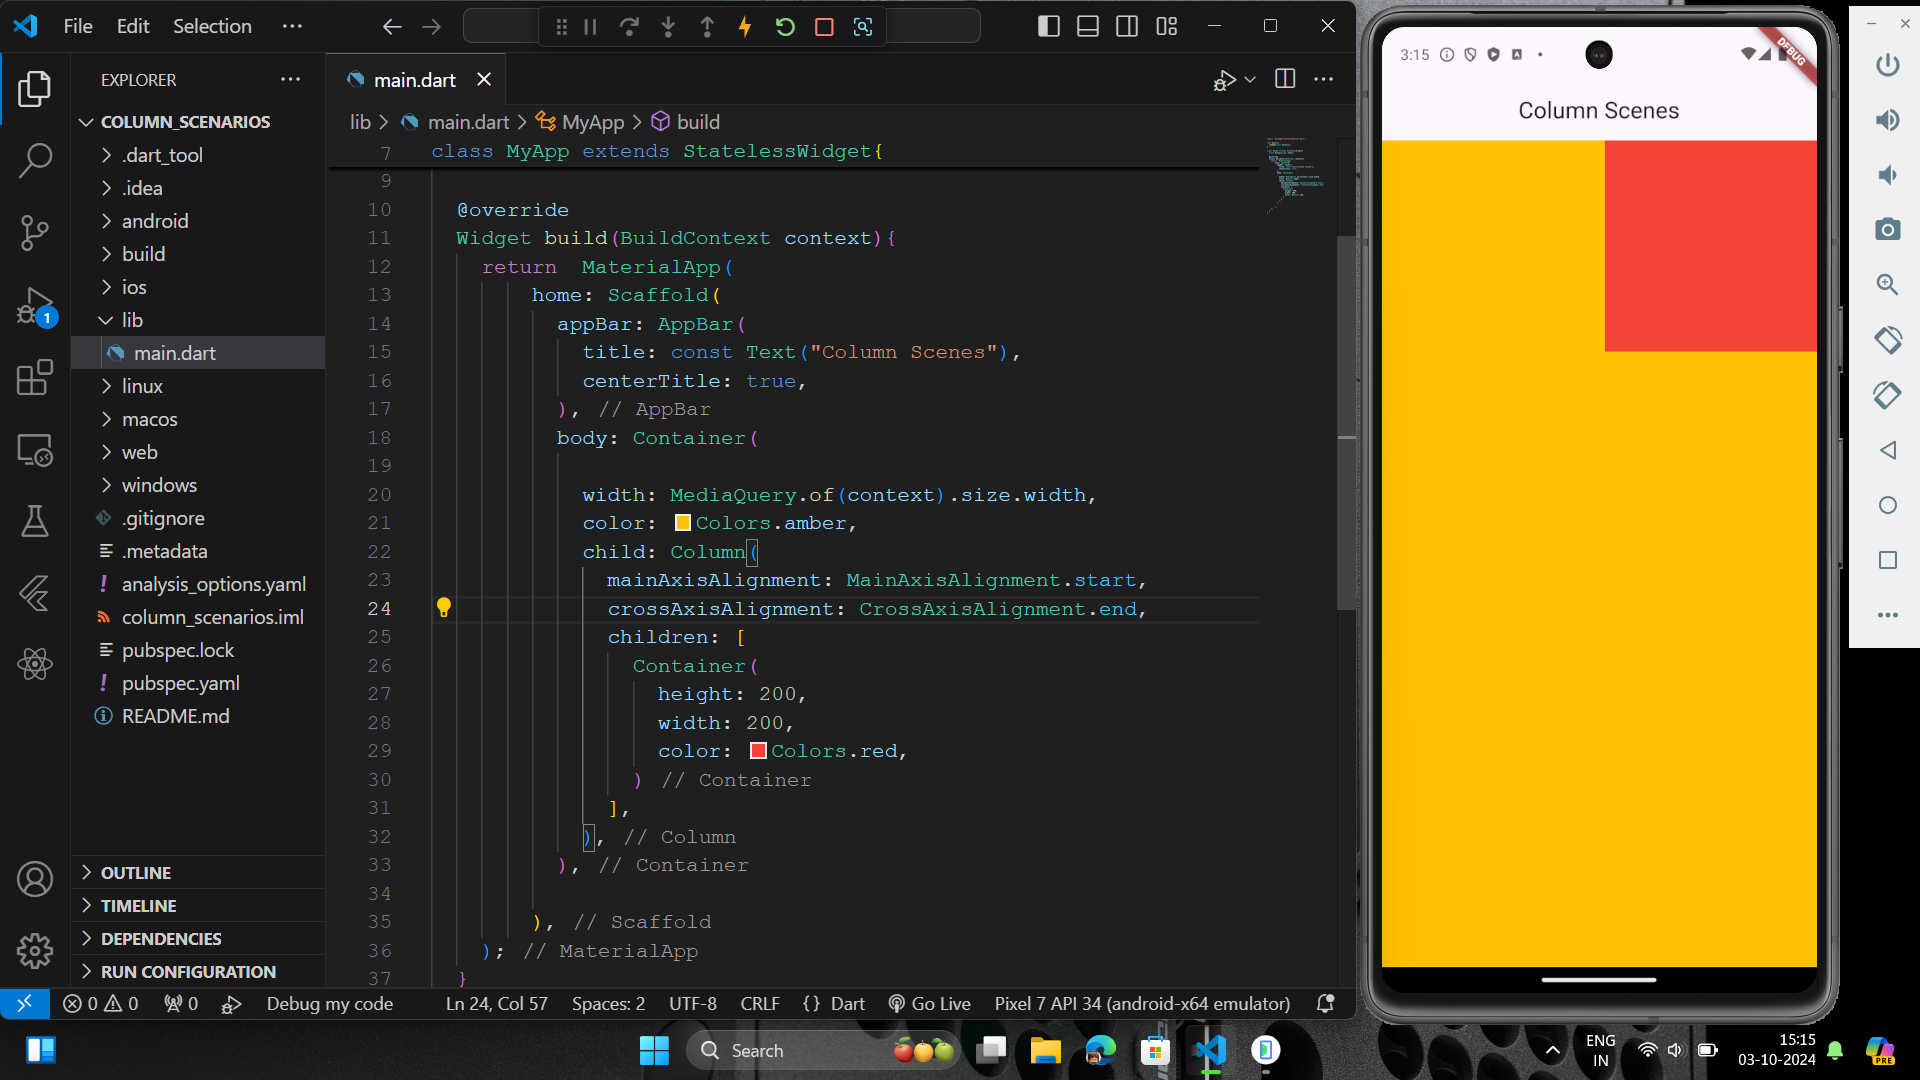 File Edit Selection ···
EXPLORER ···
COLUMN_SCENARIOS
.dart_tool
.idea
android
build
ios
lib
main.dart
linux
macos
web
windows
.gitignore
.metadata
analysis_options.yaml
column_scenarios.iml
pubspec.lock
pubspec.yaml
README.md
OUTLINE
TIMELINE
DEPENDENCIES
RUN CONFIGURATION
1
main.dart
lib > main.dart > MyApp > build
7 class MyApp extends StatelessWidget{
9
10 @override
11 Widget build(BuildContext context){
12 return  MaterialApp(
13 home: Scaffold(
14 appBar: AppBar(
15 title: const Text("Column Scenes"),
16 centerTitle: true,
17 ), // AppBar
18 body: Container(
19
20 width: MediaQuery.of(context).size.width,
21 color: Colors.amber,
22 child: Column(
23 mainAxisAlignment: MainAxisAlignment.start,
24 crossAxisAlignment: CrossAxisAlignment.end,
25 children: [
26 Container(
27 height: 200,
28 width: 200,
29 color: Colors.red,
30 ) // Container
31 ],
32 ), // Column
33 ), // Container
34
35 ), // Scaffold
36 ); // MaterialApp
37 }
0 0 0 Debug my code Ln 24, Col 57 Spaces: 2 UTF-8 CRLF {} Dart Go Live Pixel 7 API 34 (android-x64 emulator)
3:15
DEBUG
Column Scenes
Search
ENG
IN
15:15
03-10-2024
PRE